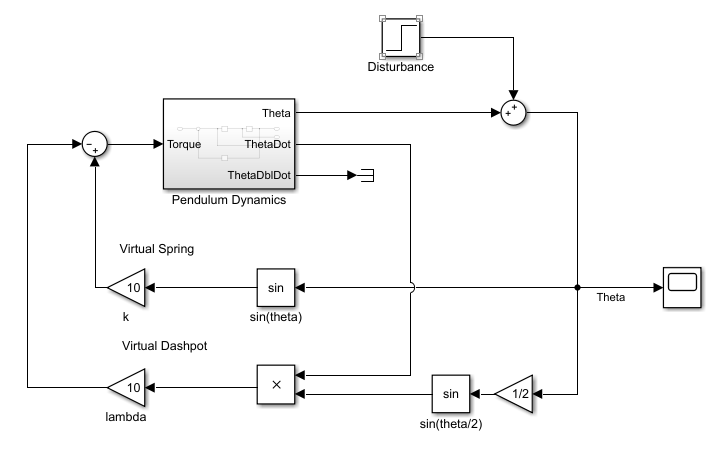 Disturbance
Theta
Torque
ThetaDot
ThetaDblDot
Pendulum Dynamics
Virtual Spring
10
k
sin
sin(theta)
Theta
Virtual Dashpot
10
lambda
×
sin
sin(theta/2)
1/2